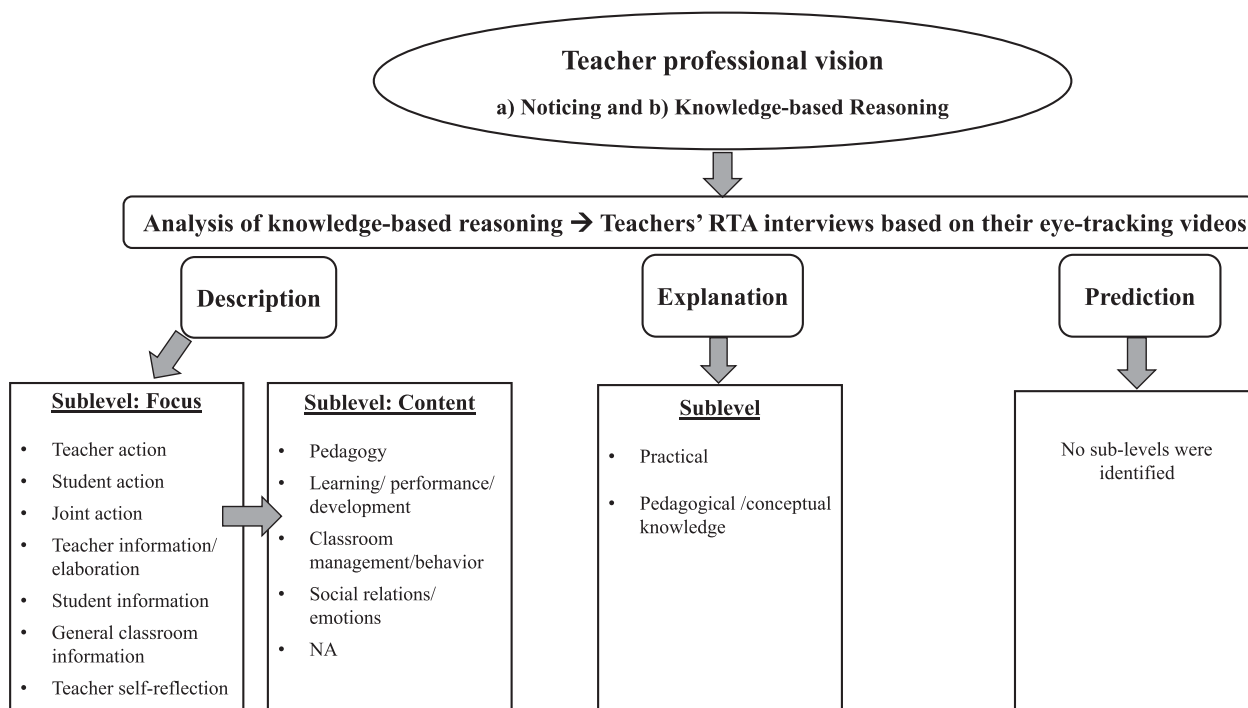 Teacher professional vision
a) Noticing and b) Knowledge-based Reasoning
Analysis of knowledge-based reasoning → Teachers’ RTA interviews based on their eye-tracking videos
Description
Explanation
Prediction
Sublevel: Focus
• Teacher action
• Student action
• Joint action
• Teacher information/
elaboration
• Student information
• General classroom
information
• Teacher self-reflection
Sublevel: Content
• Pedagogy
• Learning/ performance/
development
• Classroom
management/behavior
• Social relations/
emotions
• NA
Sublevel
• Practical
• Pedagogical /conceptual
knowledge
No sub-levels were
identified